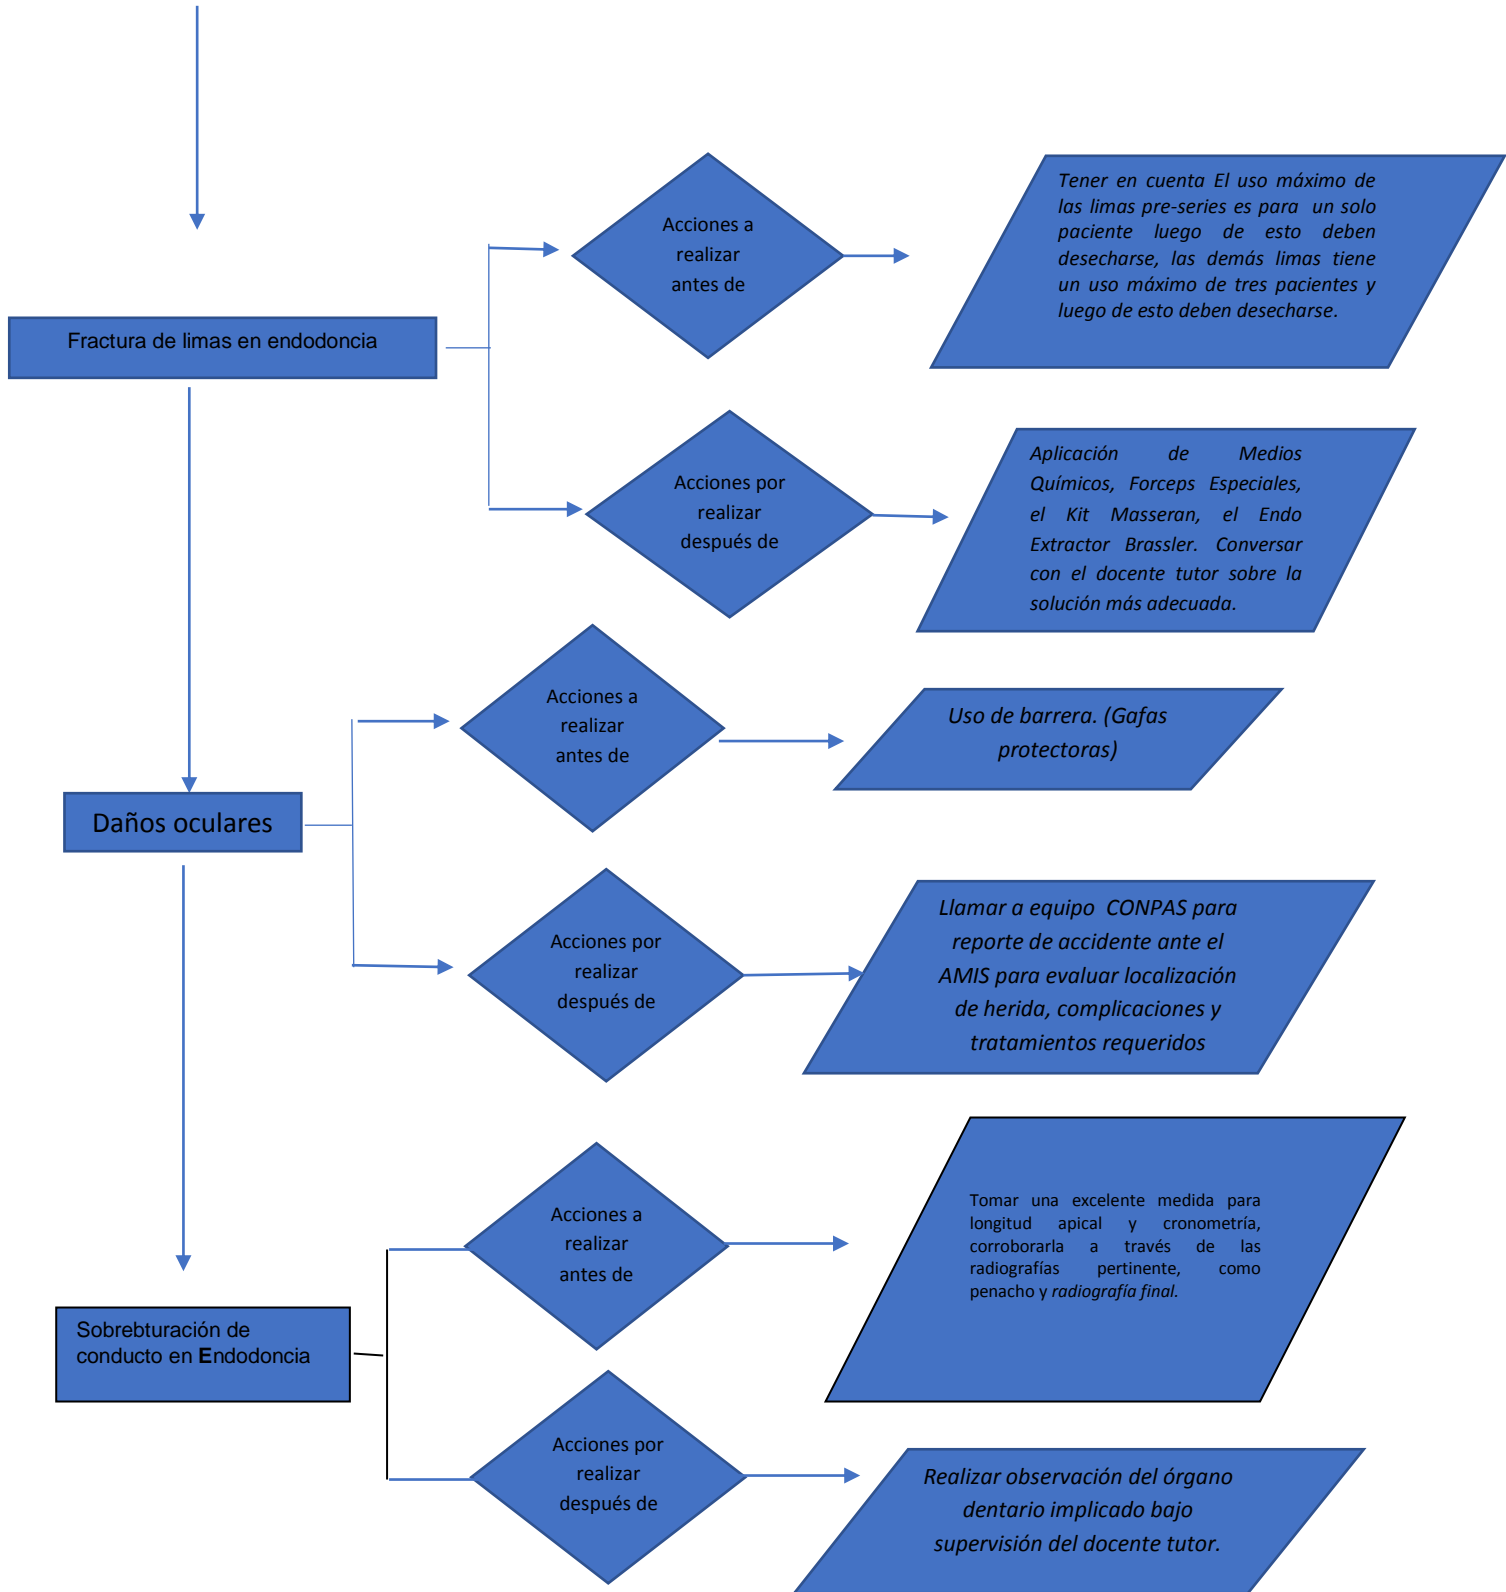 Acciones a
realizar
antes de
Tener en cuenta El uso máximo de
las limas pre-series es para un solo
paciente luego de esto deben
desecharse, las demás limas tiene
un uso máximo de tres pacientes y
luego de esto deben desecharse.
Fractura de limas en endodoncia
Acciones por
realizar
después de
Aplicación de Medios
Químicos, Forceps Especiales,
el Kit Masseran, el Endo
Extractor Brassler. Conversar
con el docente tutor sobre la
solución más adecuada.
Acciones a
realizar
antes de
Uso de barrera. (Gafas
protectoras)
Daños oculares
Acciones por
realizar
después de
Llamar a equipo CONPAS para
reporte de accidente ante el
AMIS para evaluar localización
de herida, complicaciones y
tratamientos requeridos
Acciones a
realizar
antes de
Tomar una excelente medida para
longitud apical y cronometría,
corroborarla a través de las
radiografías pertinente, como
penacho y radiografía final.
Sobrebturación de
conducto en Endodoncia
Acciones por
realizar
después de
Realizar observación del órgano
dentario implicado bajo
supervisión del docente tutor.